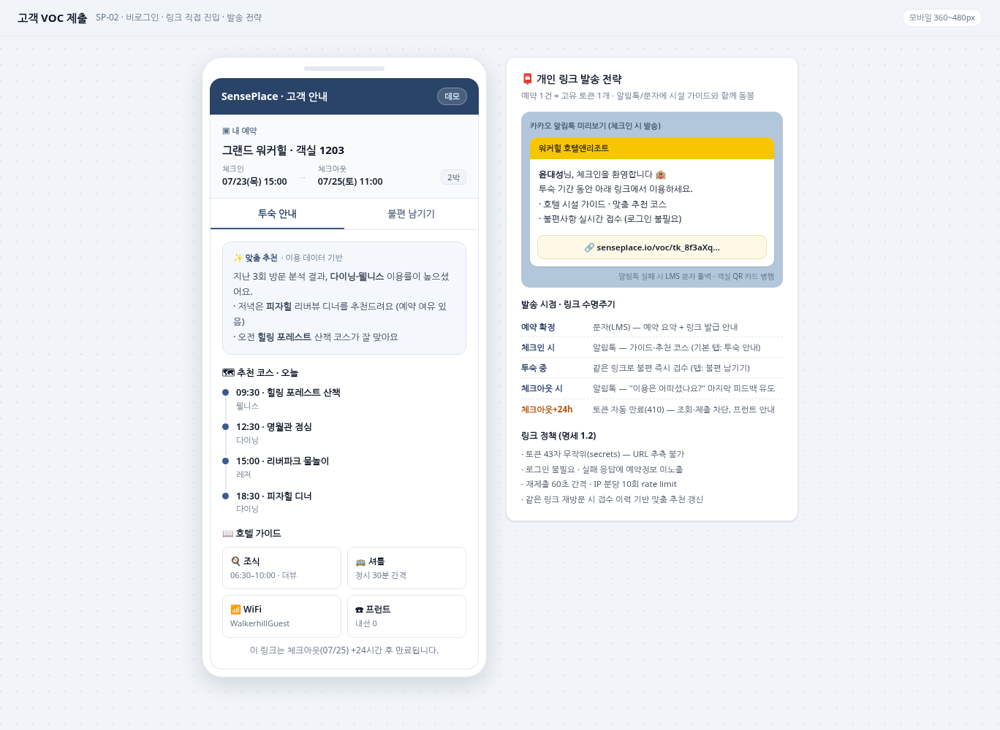 고객 VOC 제출
SP-02 · 비로그인 · 링크 직접 진입 · 발송 전략
모바일 360~480px
SensePlace · 고객 안내
데모
▣ 내 예약
그랜드 워커힐 · 객실 1203
체크인
07/23(목) 15:00
→
체크아웃
07/25(토) 11:00
2박
투숙 안내
불편 남기기
✨ 맞춤 추천 · 이용 데이터 기반
지난 3회 방문 분석 결과, 다이닝·웰니스 이용률이 높으셨
어요.
· 저녁은 피자힐 리버뷰 디너를 추천드려요 (예약 여유 있
음)
· 오전 힐링 포레스트 산책 코스가 잘 맞아요
🗺 추천 코스 · 오늘
09:30 · 힐링 포레스트 산책
웰니스
12:30 · 명월관 점심
다이닝
15:00 · 리버파크 물놀이
레저
18:30 · 피자힐 디너
다이닝
📖 호텔 가이드
🍳 조식
06:30–10:00 · 더뷰
🚌 셔틀
정시 30분 간격
📶 WiFi
WalkerhillGuest
☎ 프런트
내선 0
이 링크는 체크아웃(07/25) +24시간 후 만료됩니다.
📮 개인 링크 발송 전략
예약 1건 = 고유 토큰 1개 · 알림톡/문자에 시설 가이드와 함께 동봉
카카오 알림톡 미리보기 (체크인 시 발송)
워커힐 호텔앤리조트
윤대성님, 체크인을 환영합니다 🏨
투숙 기간 동안 아래 링크에서 이용하세요.
· 호텔 시설 가이드 · 맞춤 추천 코스
· 불편사항 실시간 접수 (로그인 불필요)
🔗 senseplace.io/voc/tk_8f3aXq…
알림톡 실패 시 LMS 문자 폴백 · 객실 QR 카드 병행
발송 시점 · 링크 수명주기
예약 확정 문자(LMS) — 예약 요약 + 링크 발급 안내
체크인 시 알림톡 — 가이드·추천 코스 (기본 탭: 투숙 안내)
투숙 중 같은 링크로 불편 즉시 접수 (탭: 불편 남기기)
체크아웃 시 알림톡 — "이용은 어떠셨나요?" 마지막 피드백 유도
체크아웃+24h 토큰 자동 만료(410) — 조회·제출 차단, 프런트 안내
링크 정책 (명세 1.2)
· 토큰 43자 무작위(secrets) — URL 추측 불가
· 로그인 불필요 · 실패 응답에 예약정보 미노출
· 재제출 60초 간격 · IP 분당 10회 rate limit
· 같은 링크 재방문 시 접수 이력 기반 맞춤 추천 갱신